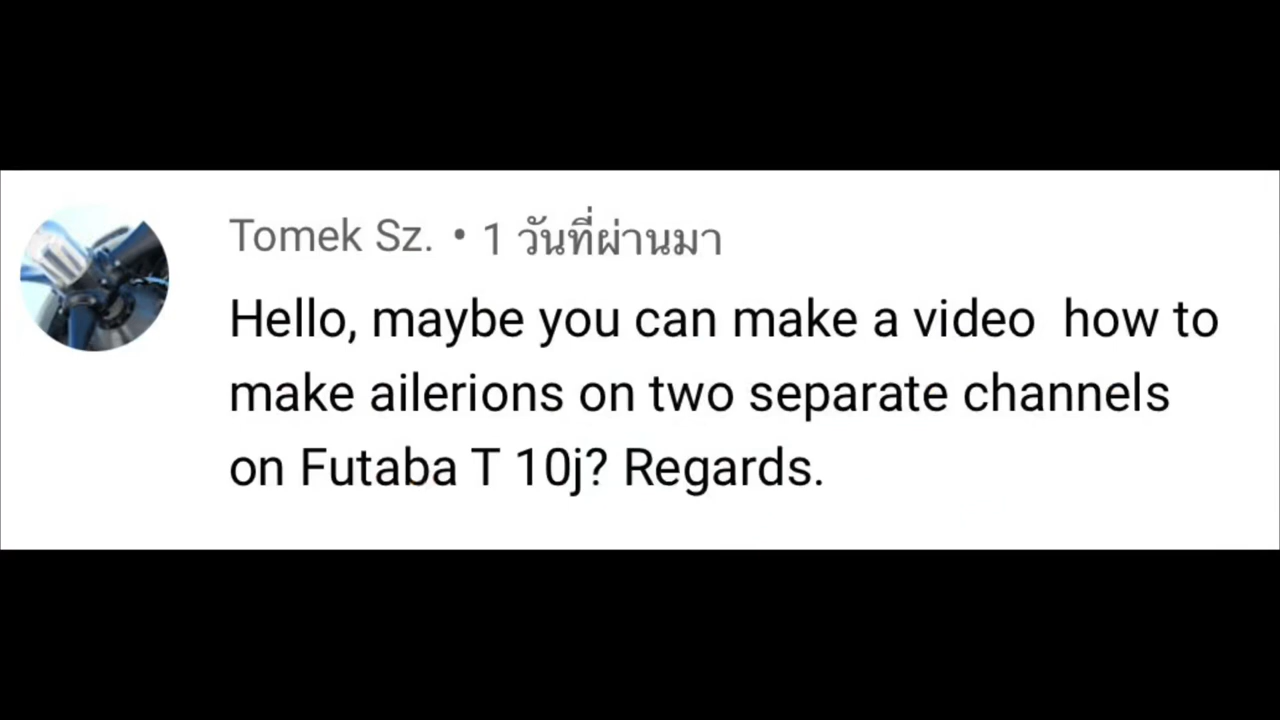 Tomek Sz. • 1 วันที่ผ่านมา
Hello, maybe you can make a video  how to
make ailerions on two separate channels
on Futaba T 10j? Regards.